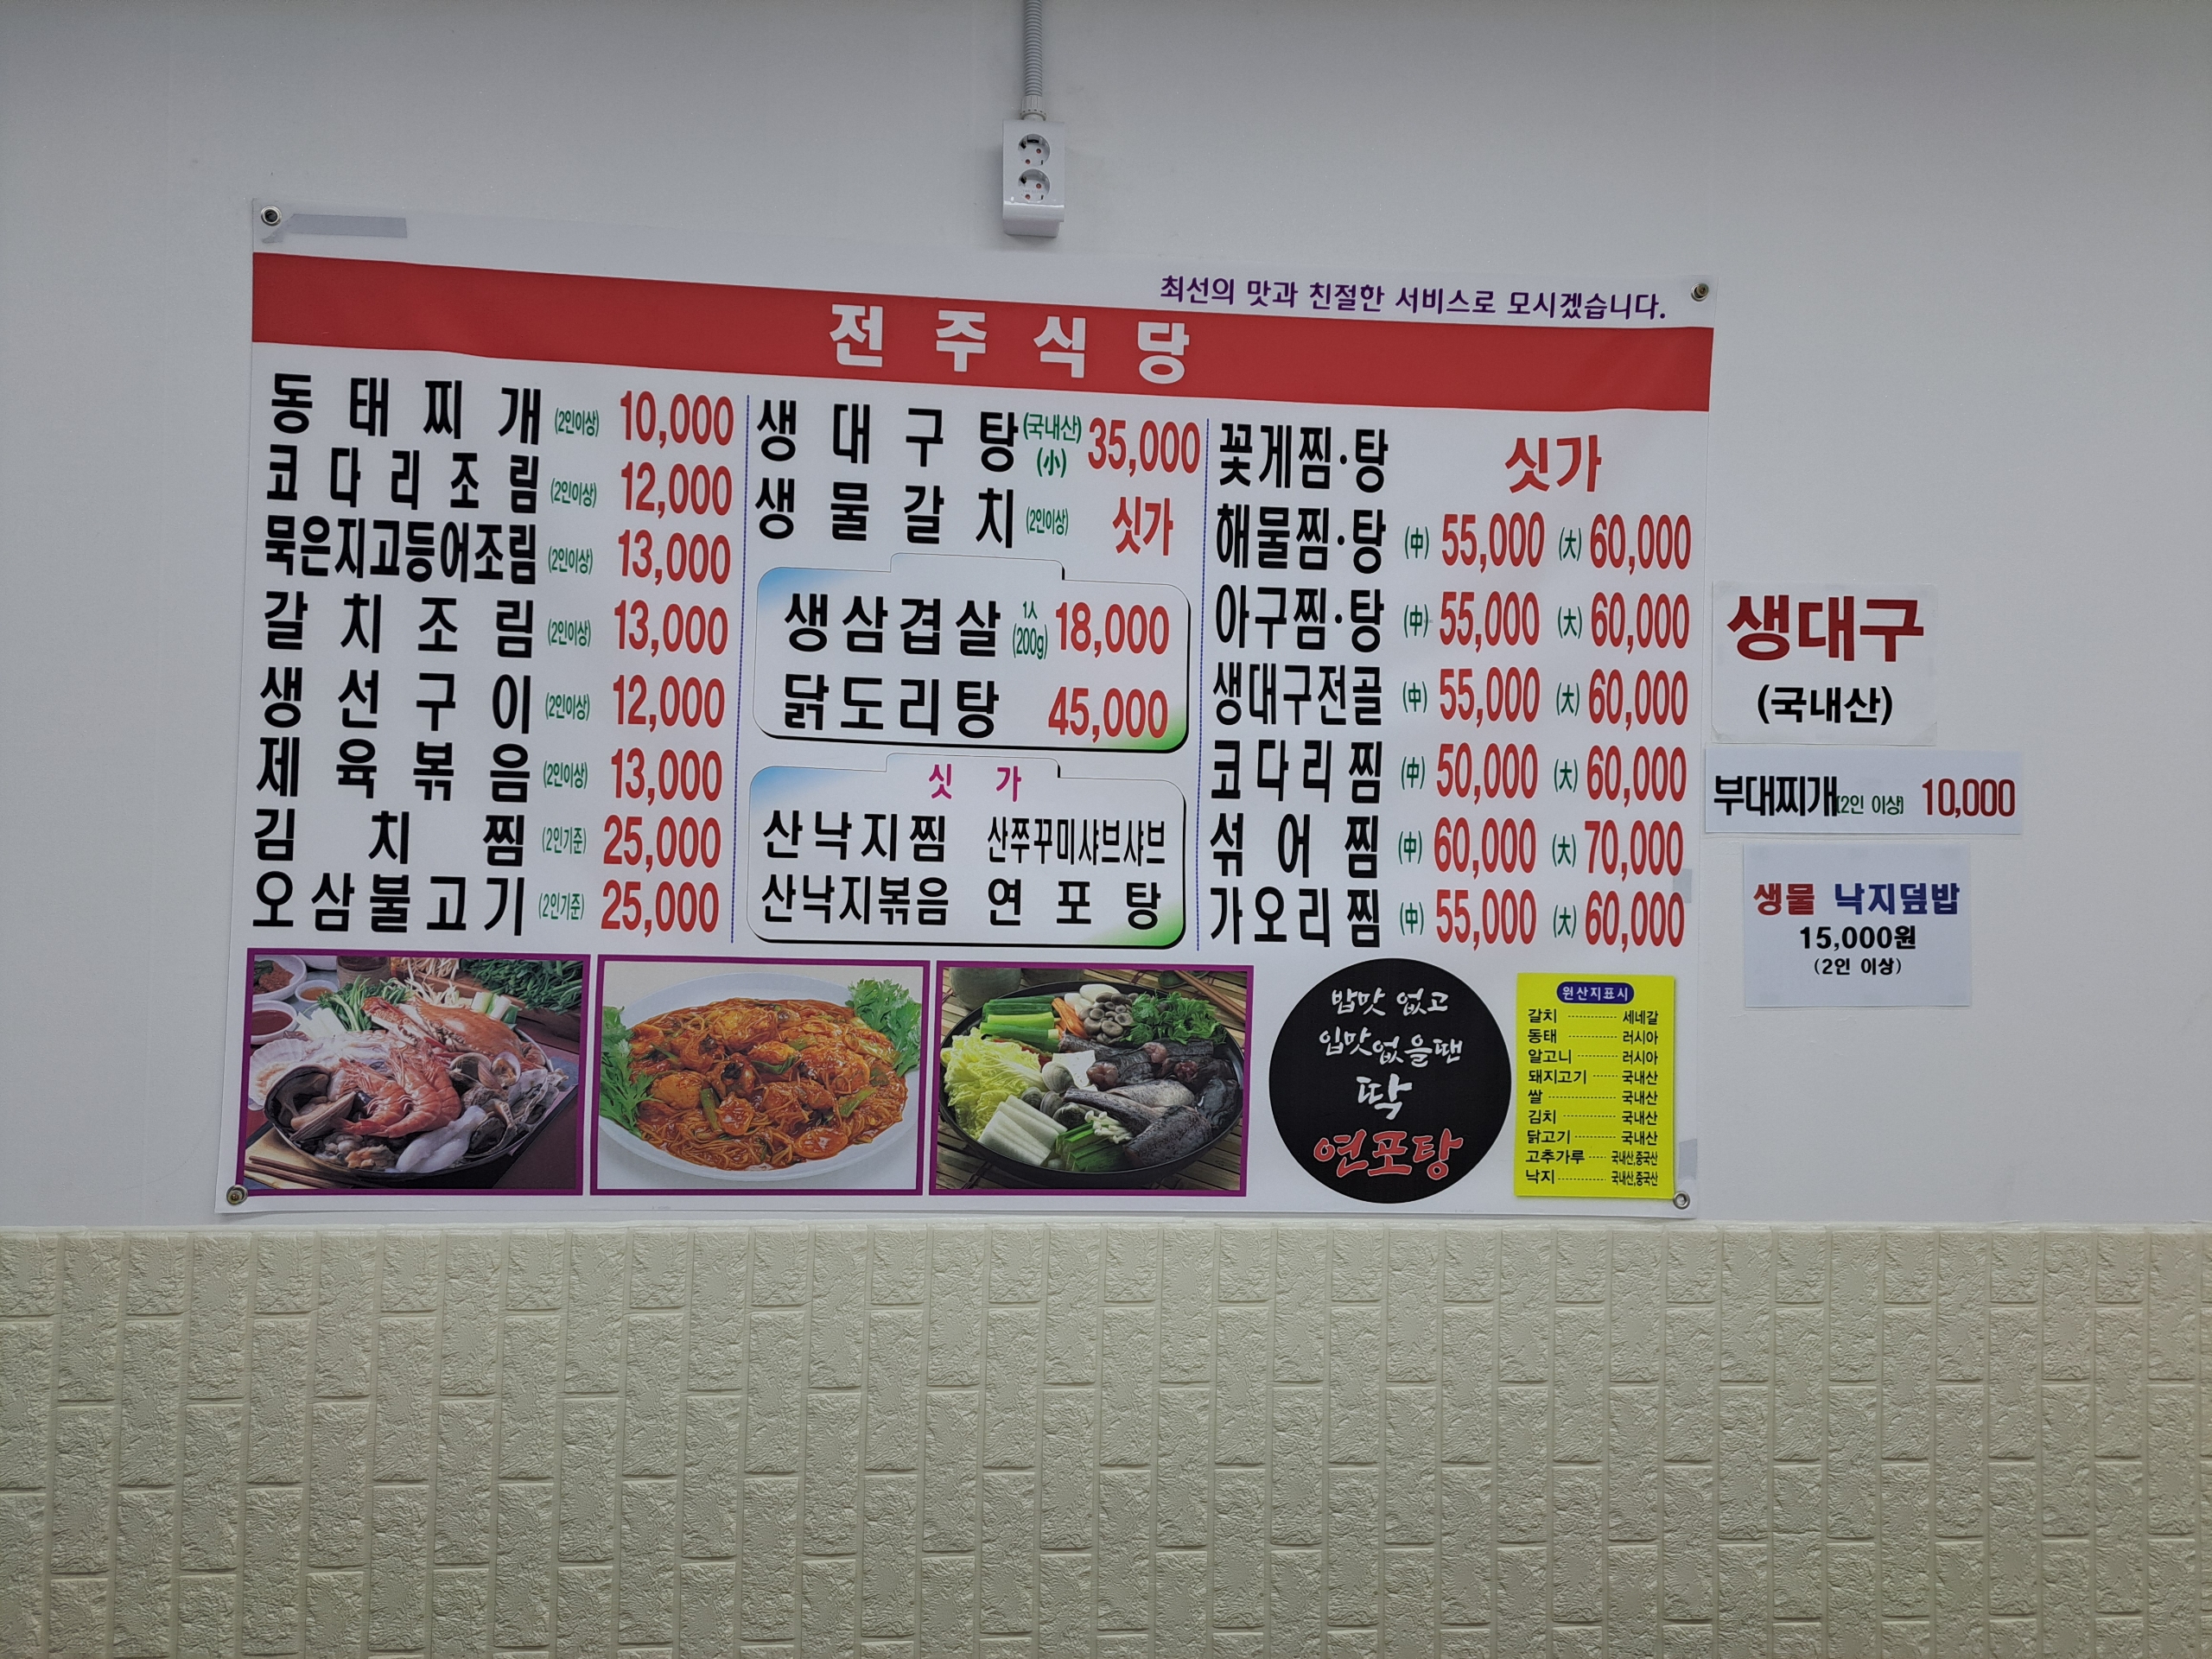 최선의 맛과 친절한 서비스로 모시겠습니다.
전주식당
동태찌개 (2인이상) 10,000
코다리조림 (2인이상) 12,000
묵은지고등어조림 (2인이상) 13,000
갈치조림 (2인이상) 13,000
생선구이 (2인이상) 12,000
제육볶음 (2인이상) 13,000
김치찜 (2인기준) 25,000
오삼불고기 (2인기준) 25,000
생대구탕 (국내산) (小) 35,000
생물갈치 (2인이상) 싯가
생삼겹살 1人 (200g) 18,000
닭도리탕 45,000
싯가
산낙지찜 산쭈꾸미샤브샤브
산낙지볶음 연포탕
꽃게찜·탕 싯가
해물찜·탕 (中) 55,000 (大) 60,000
아구찜·탕 (中) 55,000 (大) 60,000
생대구전골 (中) 55,000 (大) 60,000
코다리찜 (中) 50,000 (大) 60,000
섞어찜 (中) 60,000 (大) 70,000
가오리찜 (中) 55,000 (大) 60,000
밥맛 없고
입맛없을땐
딱
연포탕
원산지표시
갈치 세네갈
동태 러시아
알고니 러시아
돼지고기 국내산
쌀 국내산
김치 국내산
닭고기 국내산
고추가루 국내산,중국산
낙지 국내산,중국산
생대구
(국내산)
부대찌개(2인 이상) 10,000
생물 낙지덮밥
15,000원
(2인 이상)